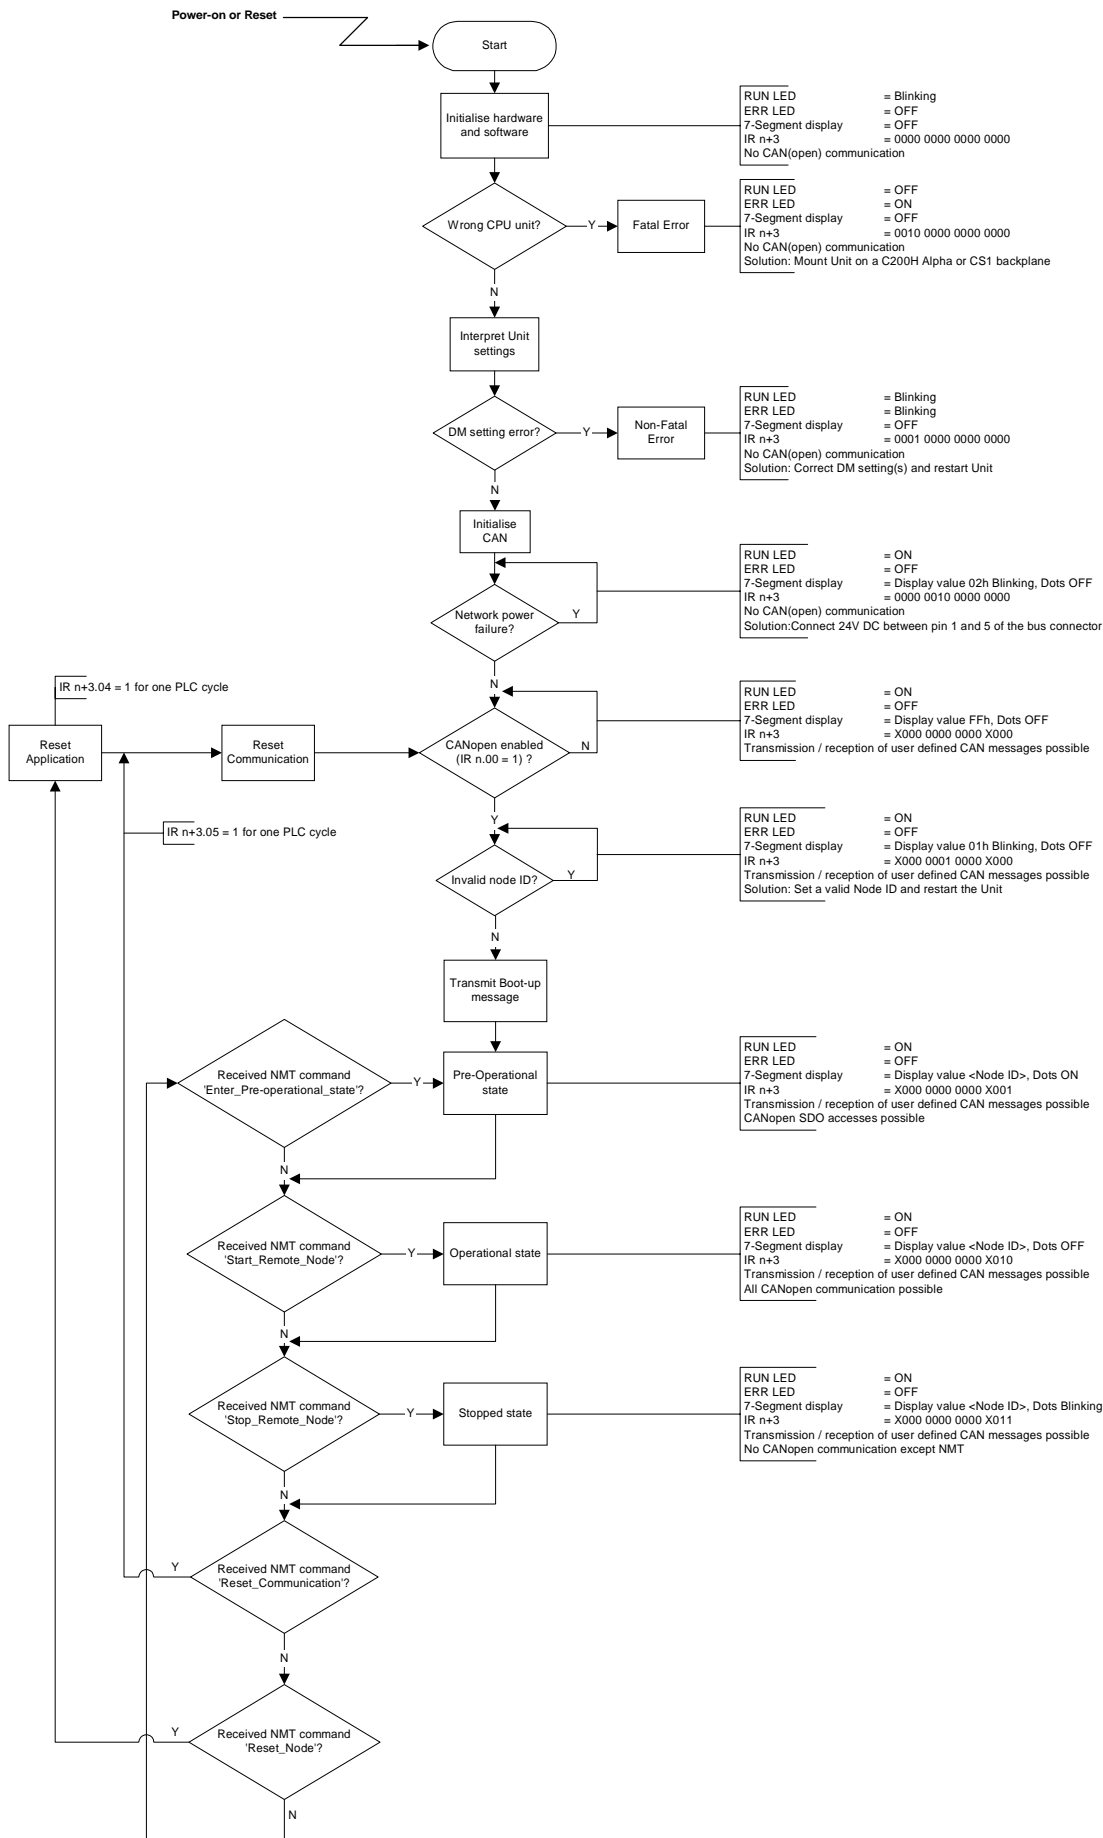 Power-on or Reset
Start
Initialise hardware
and software
RUN LED = Blinking
ERR LED = OFF
7-Segment display = OFF
IR n+3 = 0000 0000 0000 0000
No CAN(open) communication
Wrong CPU unit?
Y
Fatal Error
RUN LED = OFF
ERR LED = ON
7-Segment display = OFF
IR n+3 = 0010 0000 0000 0000
No CAN(open) communication
Solution: Mount Unit on a C200H Alpha or CS1 backplane
N
Interpret Unit
settings
DM setting error?
Y
Non-Fatal
Error
RUN LED = Blinking
ERR LED = Blinking
7-Segment display = OFF
IR n+3 = 0001 0000 0000 0000
No CAN(open) communication
Solution: Correct DM setting(s) and restart Unit
N
Initialise
CAN
Network power
failure?
Y
RUN LED = ON
ERR LED = OFF
7-Segment display = Display value 02h Blinking, Dots OFF
IR n+3 = 0000 0010 0000 0000
No CAN(open) communication
Solution:Connect 24V DC between pin 1 and 5 of the bus connector
N
IR n+3.04 = 1 for one PLC cycle
Reset
Application
Reset
Communication
CANopen enabled
(IR n.00 = 1) ?
N
RUN LED = ON
ERR LED = OFF
7-Segment display = Display value FFh, Dots OFF
IR n+3 = X000 0000 0000 X000
Transmission / reception of user defined CAN messages possible
IR n+3.05 = 1 for one PLC cycle
Y
Invalid node ID?
Y
RUN LED = ON
ERR LED = OFF
7-Segment display = Display value 01h Blinking, Dots OFF
IR n+3 = X000 0001 0000 X000
Transmission / reception of user defined CAN messages possible
Solution: Set a valid Node ID and restart the Unit
N
Transmit Boot-up
message
Received NMT command
'Enter_Pre-operational_state'?
Y
Pre-Operational
state
RUN LED = ON
ERR LED = OFF
7-Segment display = Display value <Node ID>, Dots ON
IR n+3 = X000 0000 0000 X001
Transmission / reception of user defined CAN messages possible
CANopen SDO accesses possible
N
Received NMT command
'Start_Remote_Node'?
Y
Operational state
RUN LED = ON
ERR LED = OFF
7-Segment display = Display value <Node ID>, Dots OFF
IR n+3 = X000 0000 0000 X010
Transmission / reception of user defined CAN messages possible
All CANopen communication possible
N
Received NMT command
'Stop_Remote_Node'?
Y
Stopped state
RUN LED = ON
ERR LED = OFF
7-Segment display = Display value <Node ID>, Dots Blinking
IR n+3 = X000 0000 0000 X011
Transmission / reception of user defined CAN messages possible
No CANopen communication except NMT
N
Received NMT command
'Reset_Communication'?
Y
N
Received NMT command
'Reset_Node'?
Y
N